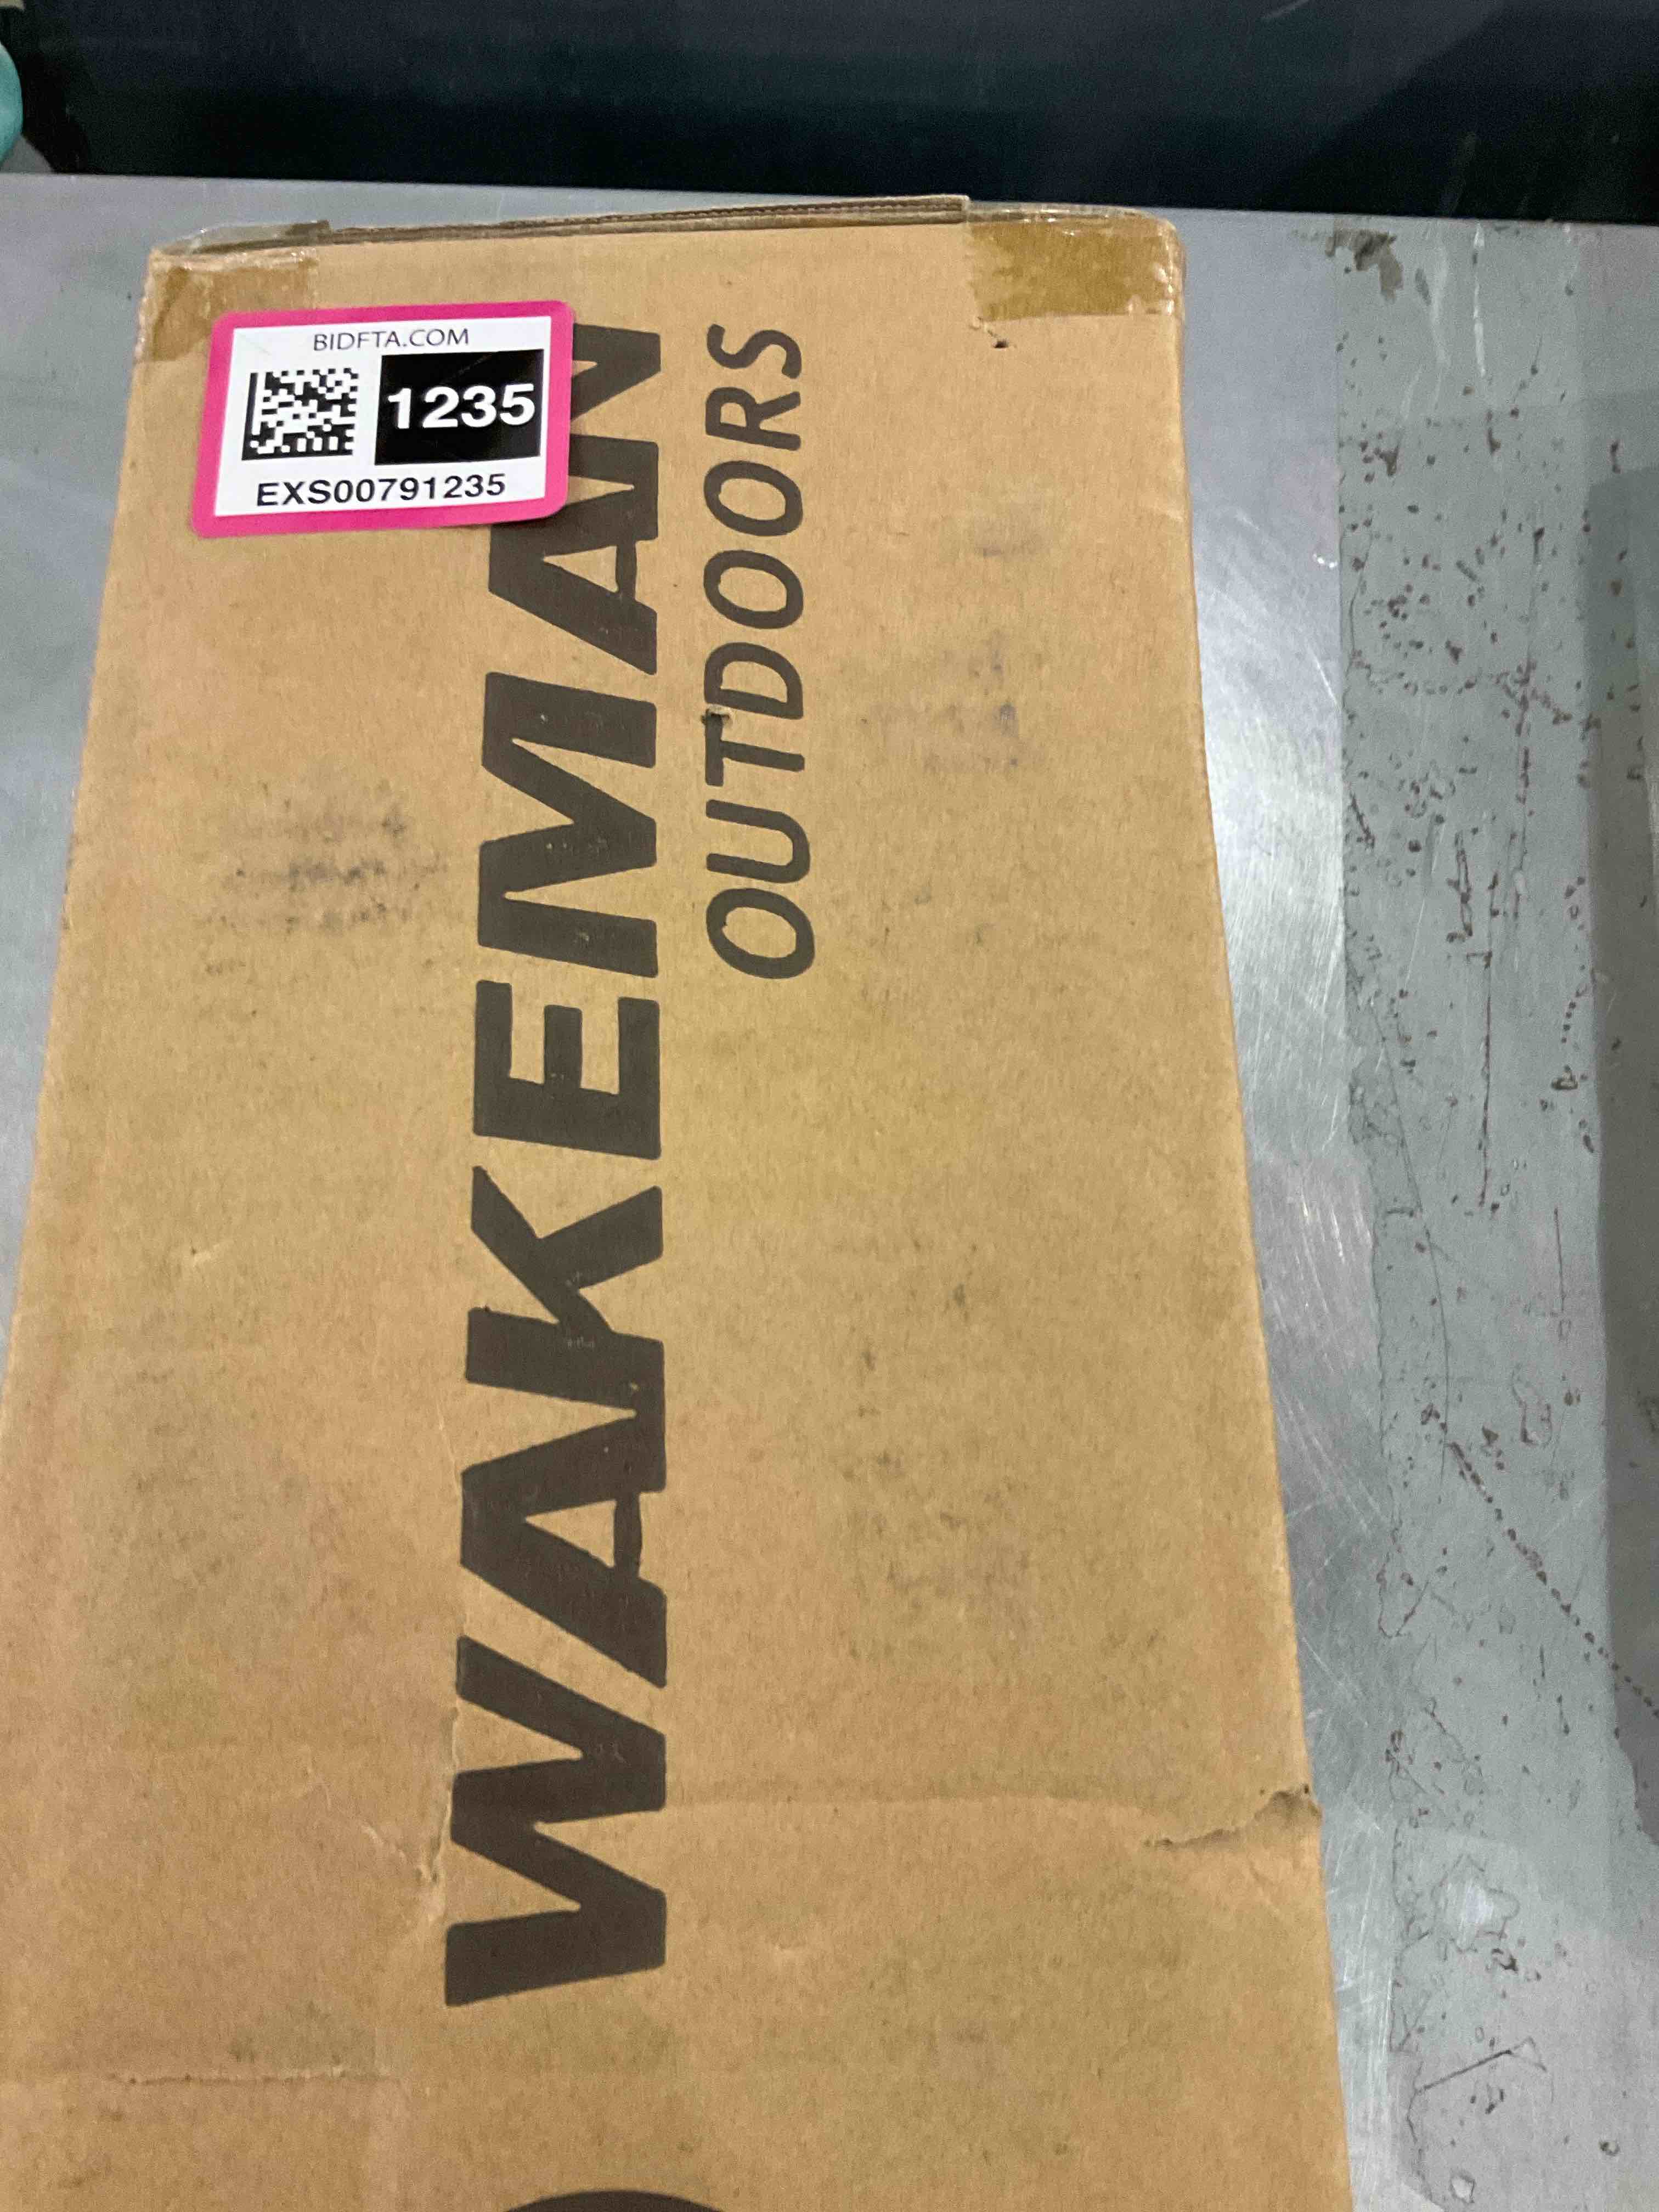 BIDFTA.COM
1235
EXS00791235
WAKEMAN
OUTDOORS